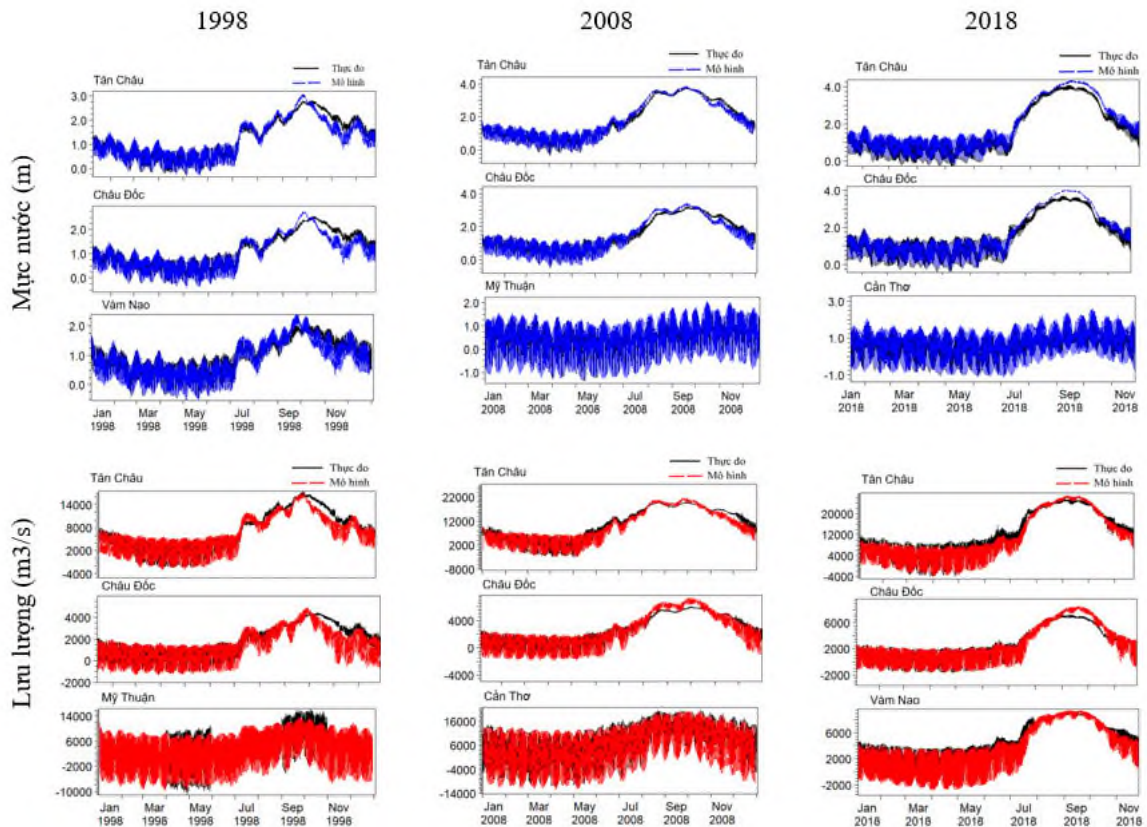 1998 2008 2018
Mực nước (m)
Tân Châu
Thực đo
Mô hình
3.0
2.0
1.0
0.0
Châu Đốc
2.0
1.0
0.0
Vàm Nao
2.0
1.0
0.0
Jan Mar May Jul Sep Nov
1998 1998 1998 1998 1998 1998
Tân Châu
Thực đo
Mô hình
4.0
2.0
0.0
Châu Đốc
4.0
2.0
0.0
Mỹ Thuận
2.0
1.0
0.0
-1.0
Jan Mar May Jul Sep Nov
2008 2008 2008 2008 2008 2008
Tân Châu
Thực đo
Mô hình
4.0
2.0
0.0
Châu Đốc
4.0
2.0
0.0
Cần Thơ
3.0
1.0
-1.0
Jan Mar May Jul Sep Nov
2018 2018 2018 2018 2018 2018
Lưu lượng (m3/s)
Tân Châu
Thực đo
Mô hình
14000
8000
2000
-4000
Châu Đốc
4000
2000
0
-2000
Mỹ Thuận
14000
6000
-2000
-10000
Jan Mar May Jul Sep Nov
1998 1998 1998 1998 1998 1998
Tân Châu
Thực đo
Mô hình
22000
12000
2000
-8000
Châu Đốc
6000
2000
-4000
Cần Thơ
16000
6000
-4000
-14000
Jan Mar May Jul Sep Nov
2008 2008 2008 2008 2008 2008
Tân Châu
Thực đo
Mô hình
20000
12000
4000
-4000
Châu Đốc
6000
2000
-2000
Vàm Nao
6000
2000
-2000
Jan Mar May Jul Sep Nov
2018 2018 2018 2018 2018 2018